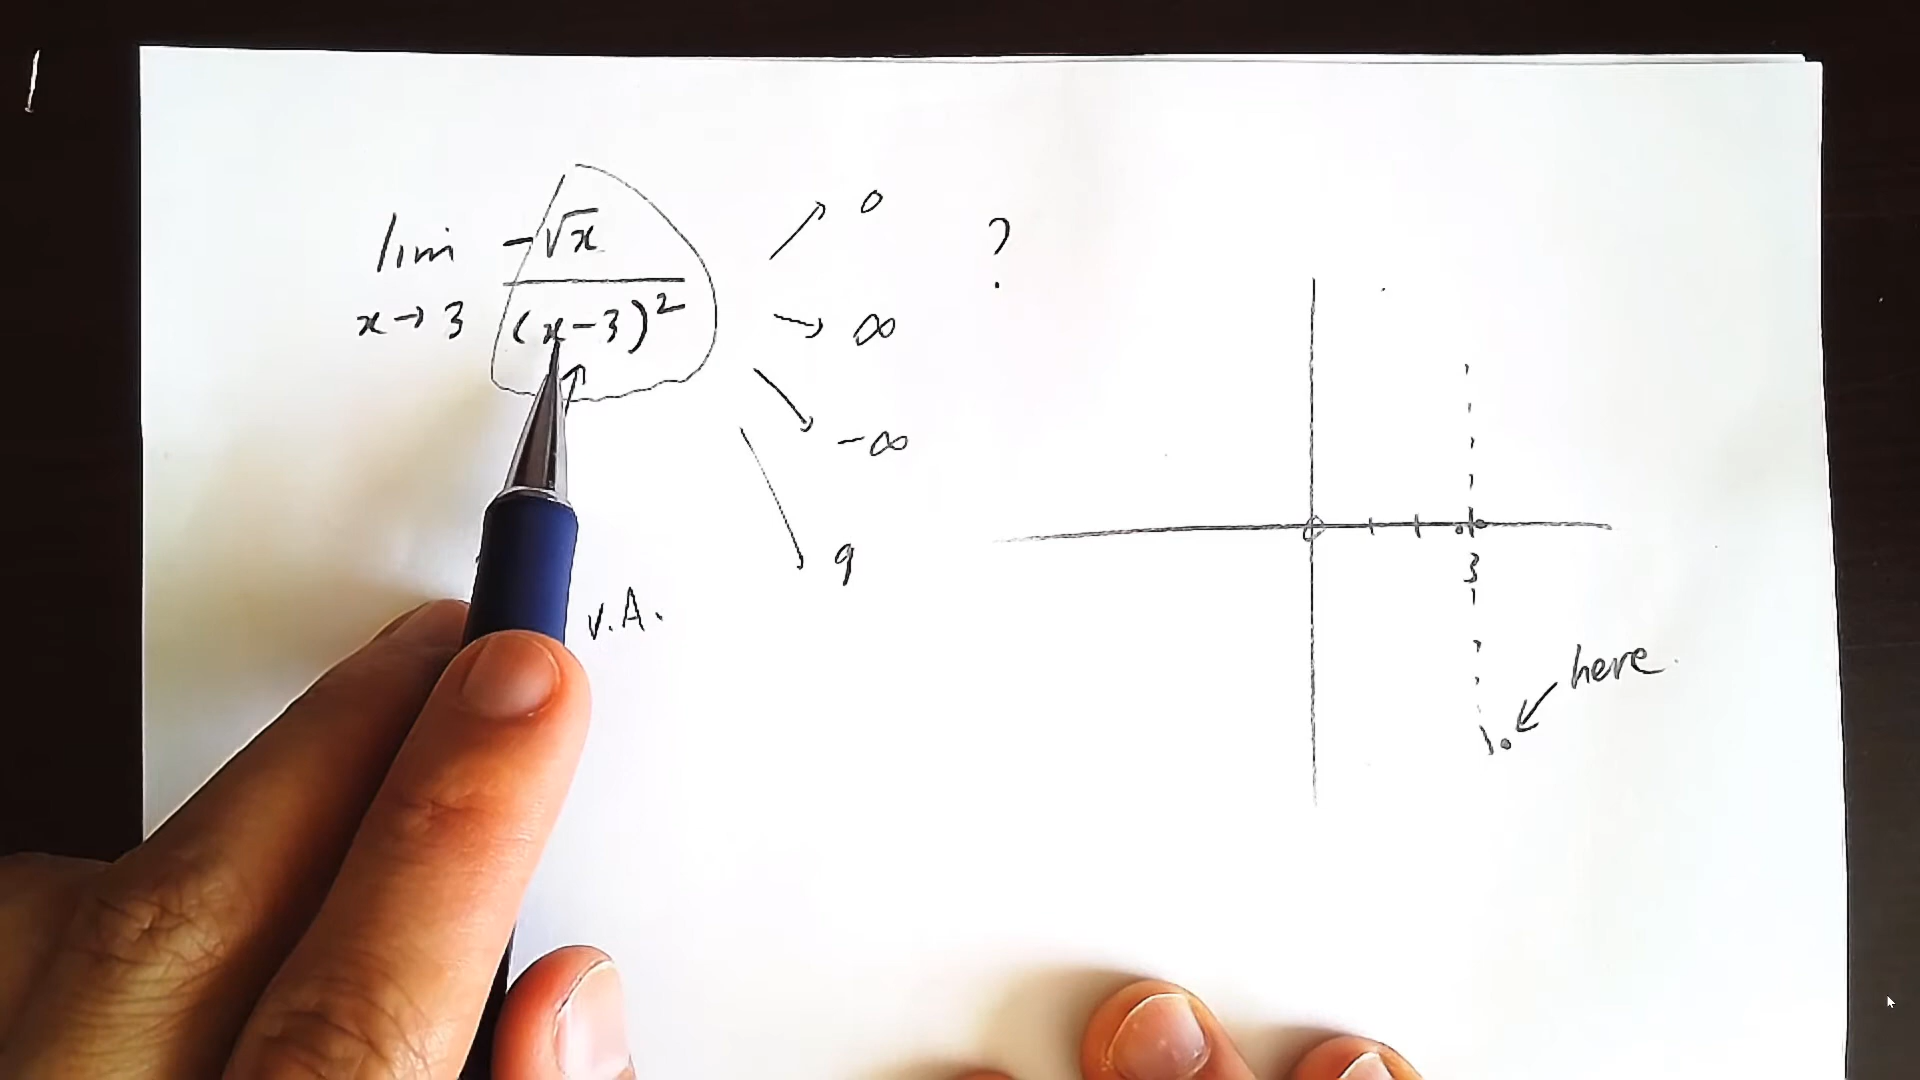 lim -√x
x→3 (x-3)²
0
?
∞
-∞
9
V.A.
3
here